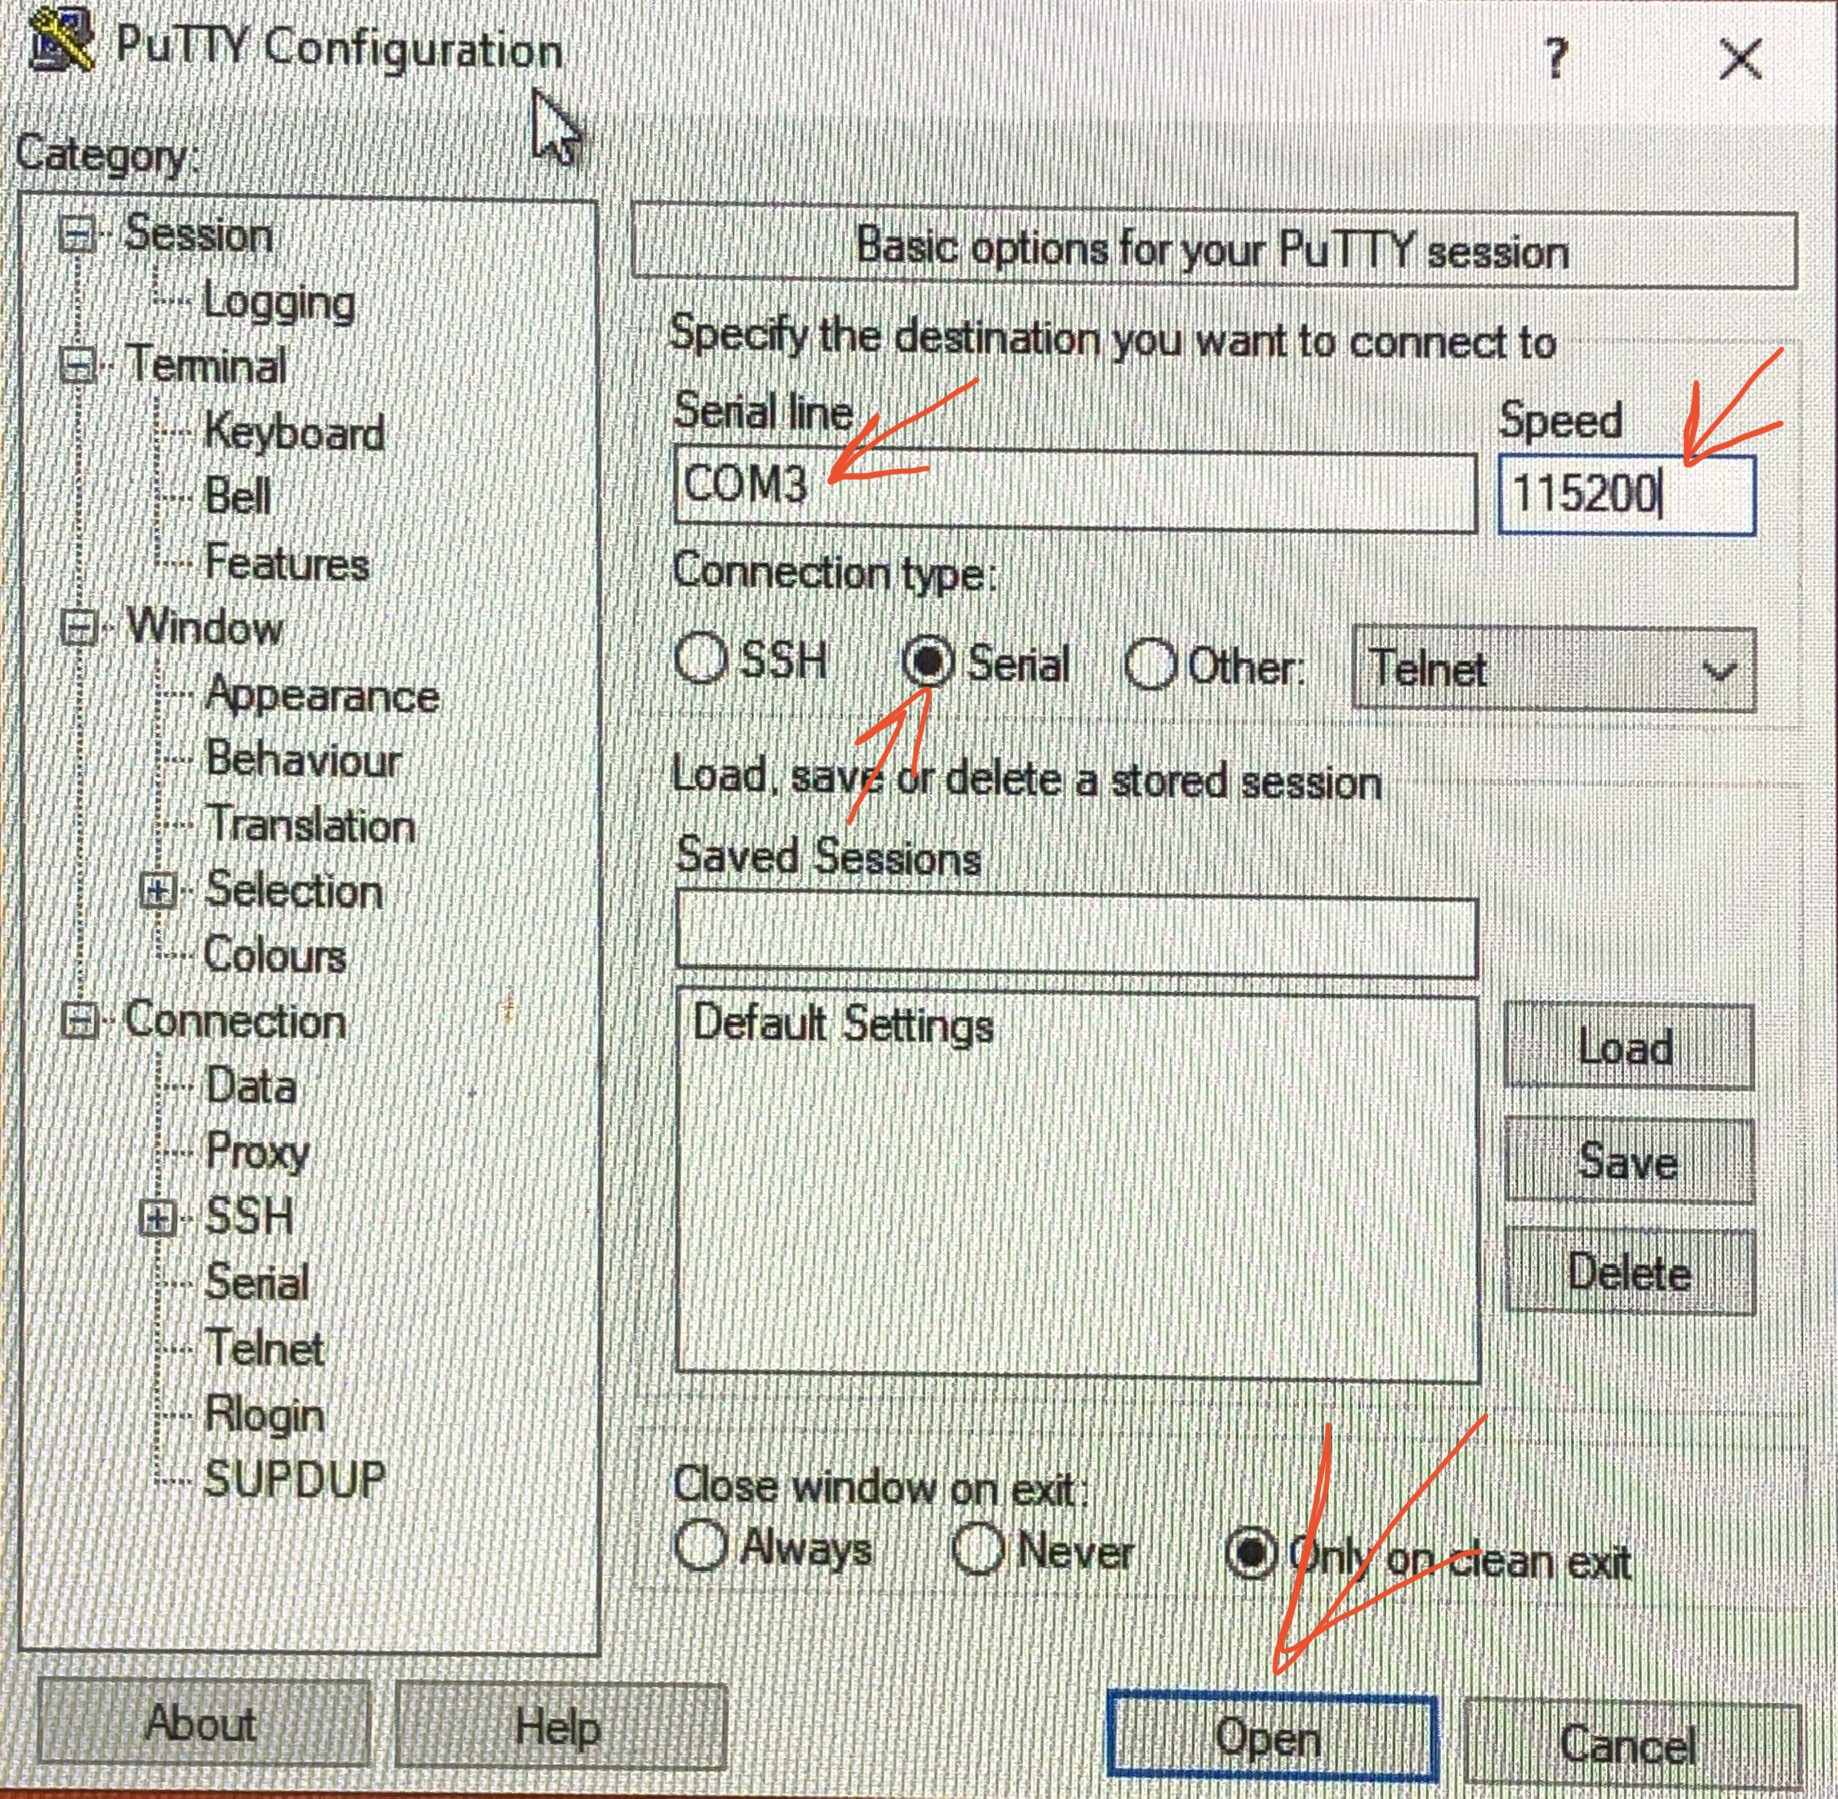 PuTTY Configuration
?
Category:
Session
Logging
Terminal
Keyboard
Bell
Features
Window
Appearance
Behaviour
Translation
Selection
Colours
Connection
Data
Proxy
SSH
Serial
Telnet
Rlogin
SUPDUP
Basic options for your PuTTY session
Specify the destination you want to connect to
Serial line Speed
COM3 115200
Connection type:
SSH Serial Other: Telnet
Load, save or delete a stored session
Saved Sessions
Default Settings
Load
Save
Delete
Close window on exit:
Always Never Only on clean exit
About Help Open Cancel